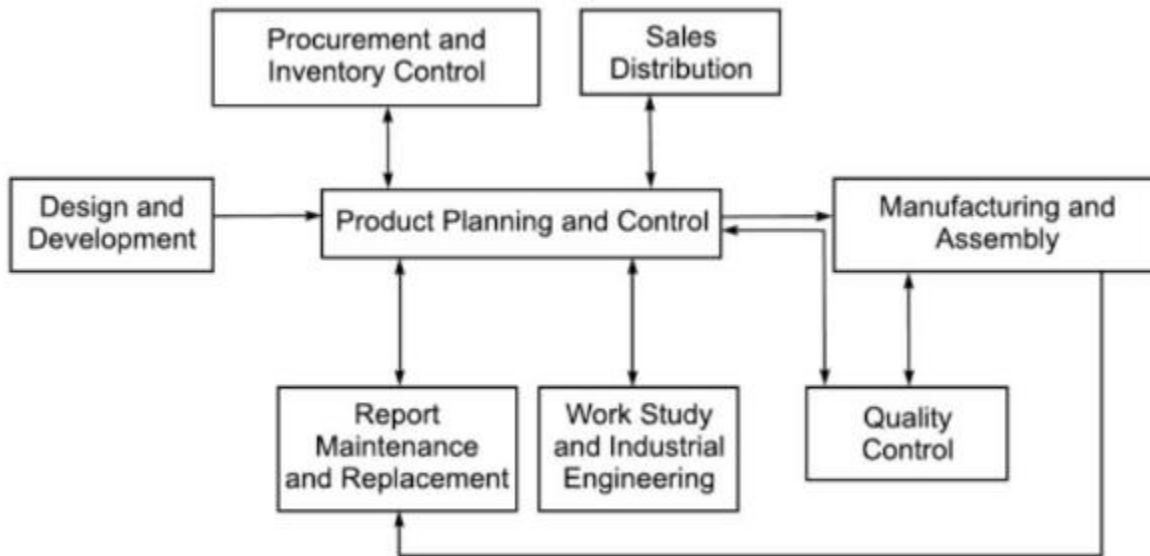 Procurement and
Inventory Control
Sales
Distribution
Design and
Development
Product Planning and Control
Manufacturing and
Assembly
Report
Maintenance
and Replacement
Work Study
and Industrial
Engineering
Quality
Control